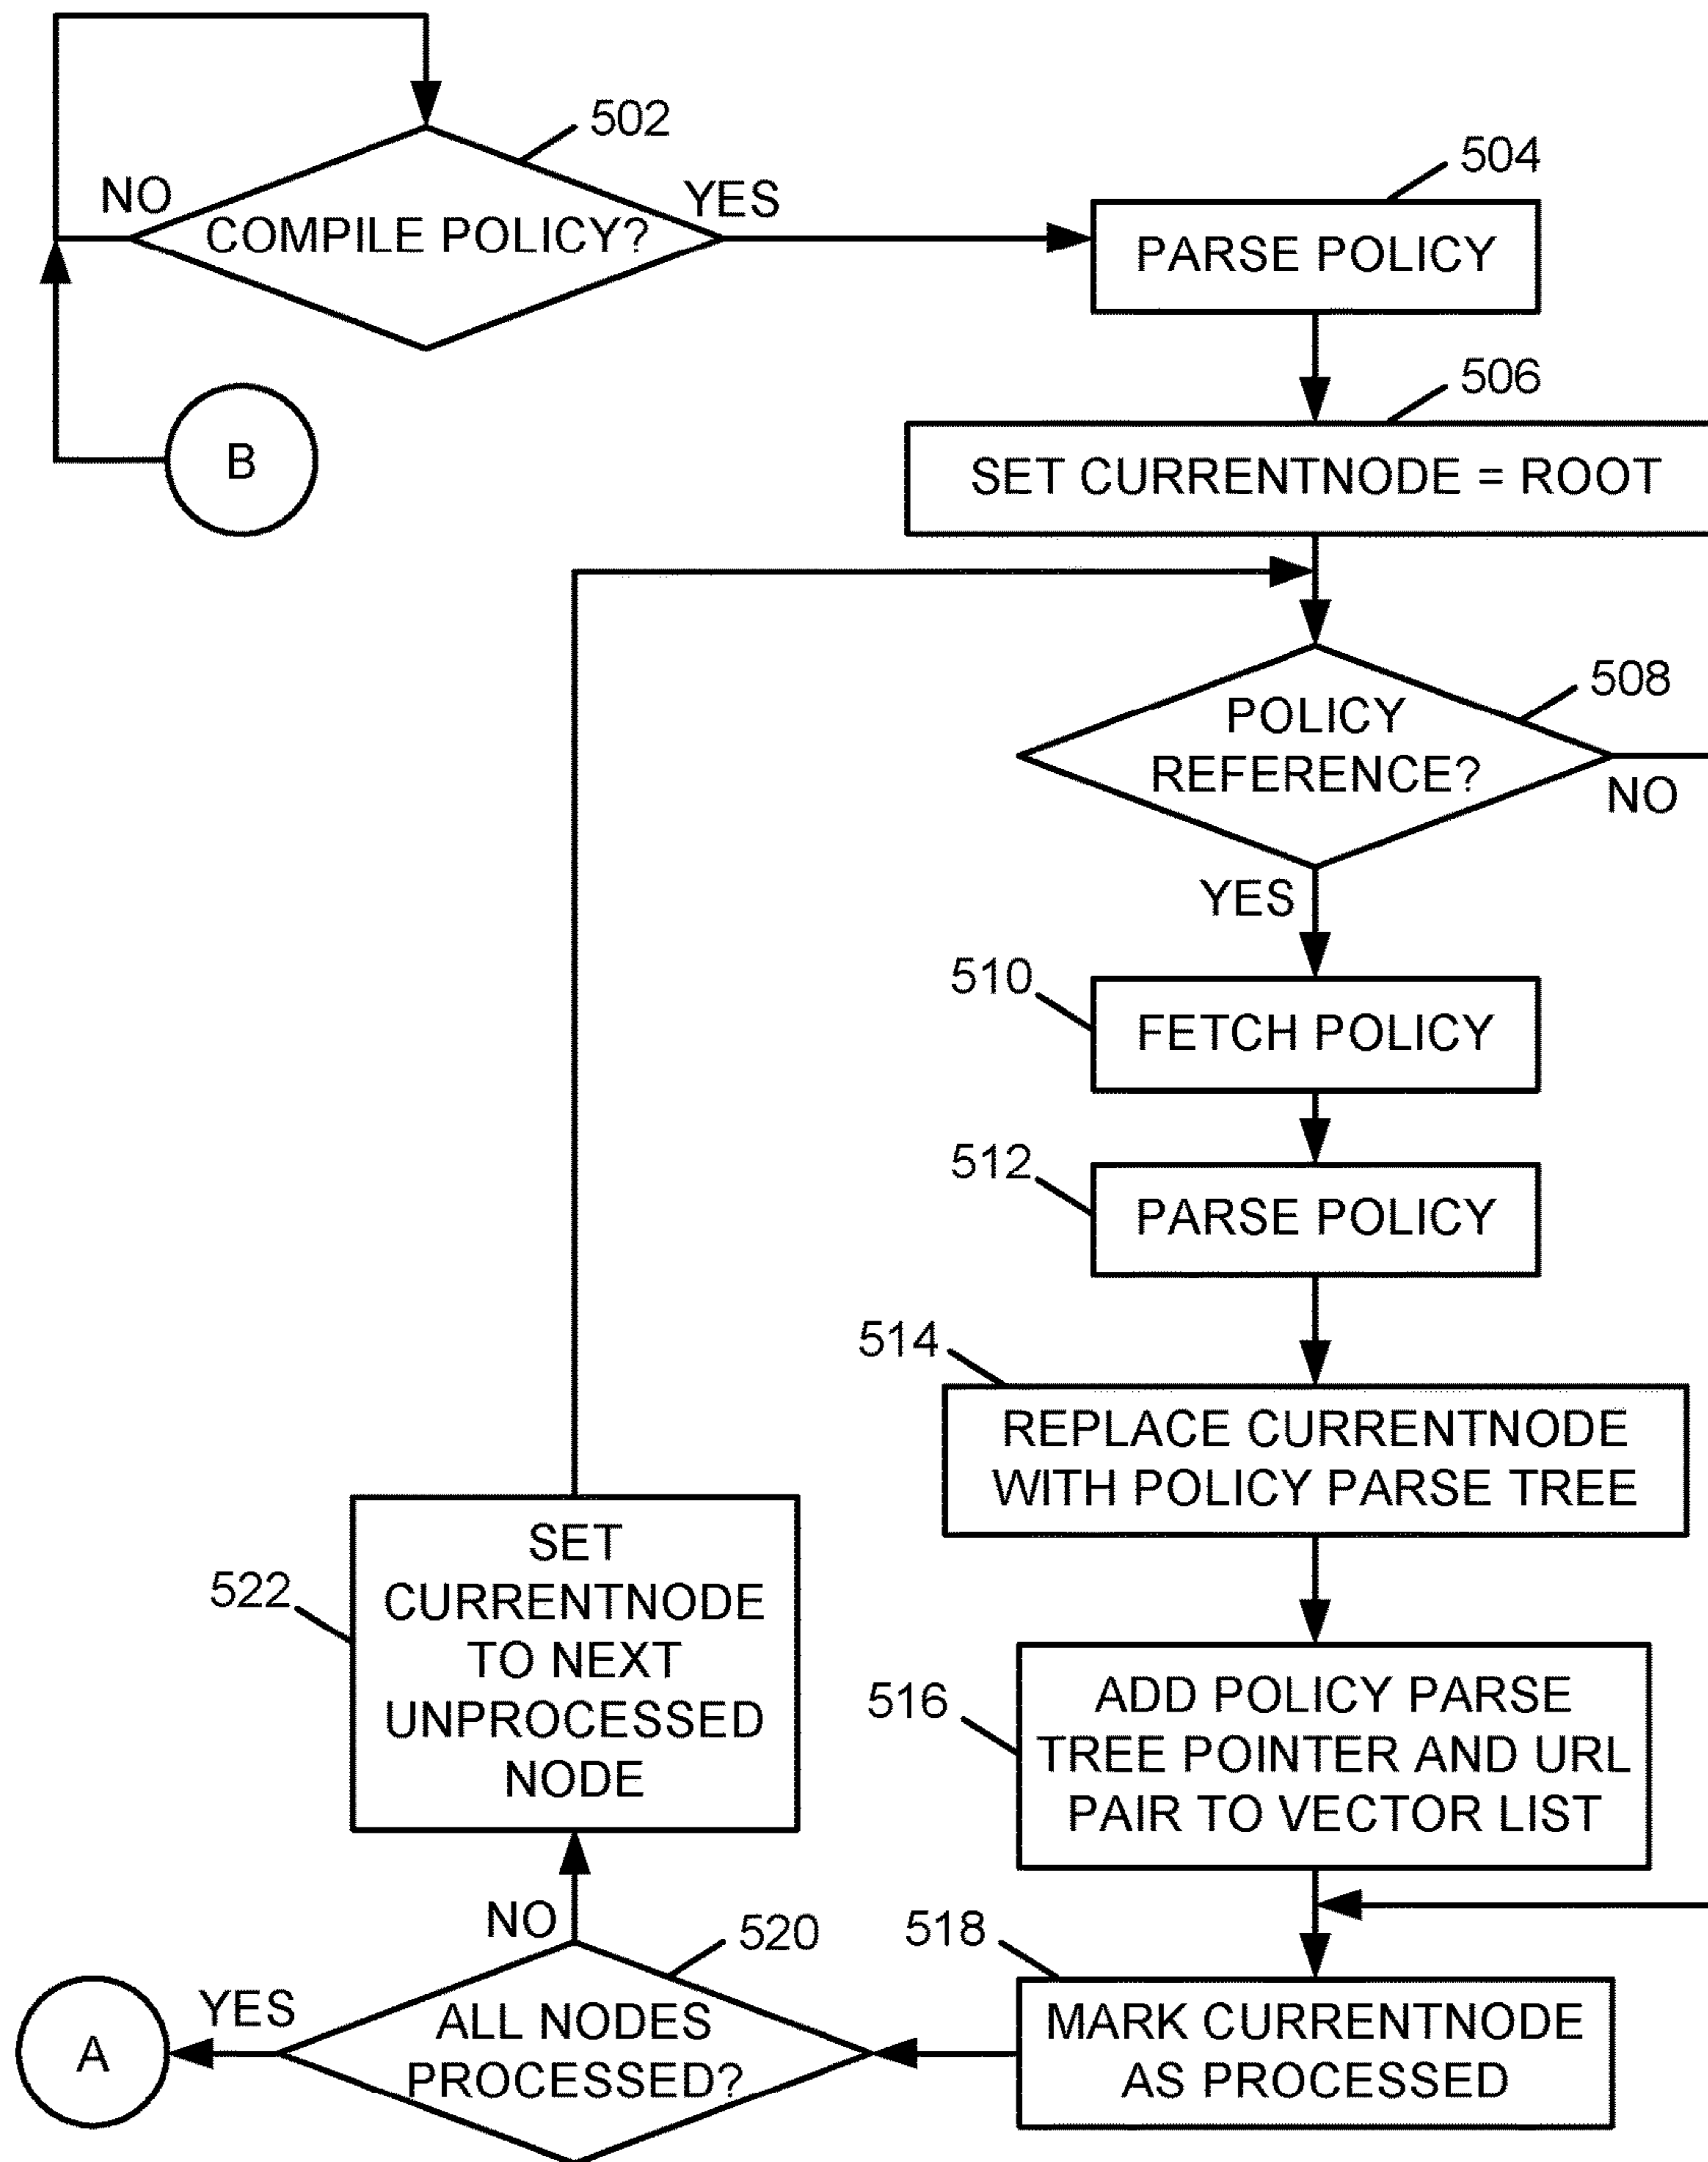 502
NO
YES
COMPILE POLICY?
504
PARSE POLICY
B
506
SET CURRENTNODE = ROOT
508
POLICY
REFERENCE?
NO
YES
510
FETCH POLICY
512
PARSE POLICY
514
REPLACE CURRENTNODE
WITH POLICY PARSE TREE
516
ADD POLICY PARSE
TREE POINTER AND URL
PAIR TO VECTOR LIST
518
MARK CURRENTNODE
AS PROCESSED
520
ALL NODES
PROCESSED?
NO
522
SET
CURRENTNODE
TO NEXT
UNPROCESSED
NODE
YES
A